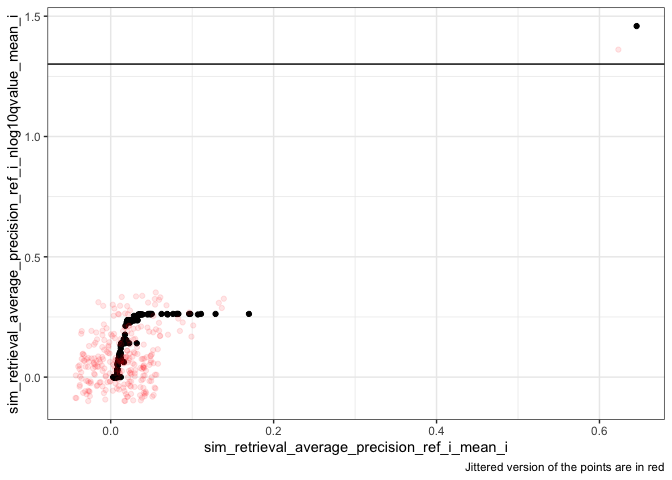 sim_retrieval_average_precision_ref_i_nlog10qvalue_mean_i
1.5
1.0
0.5
0.0
0.0
0.2
0.4
0.6
sim_retrieval_average_precision_ref_i_mean_i
Jittered version of the points are in red